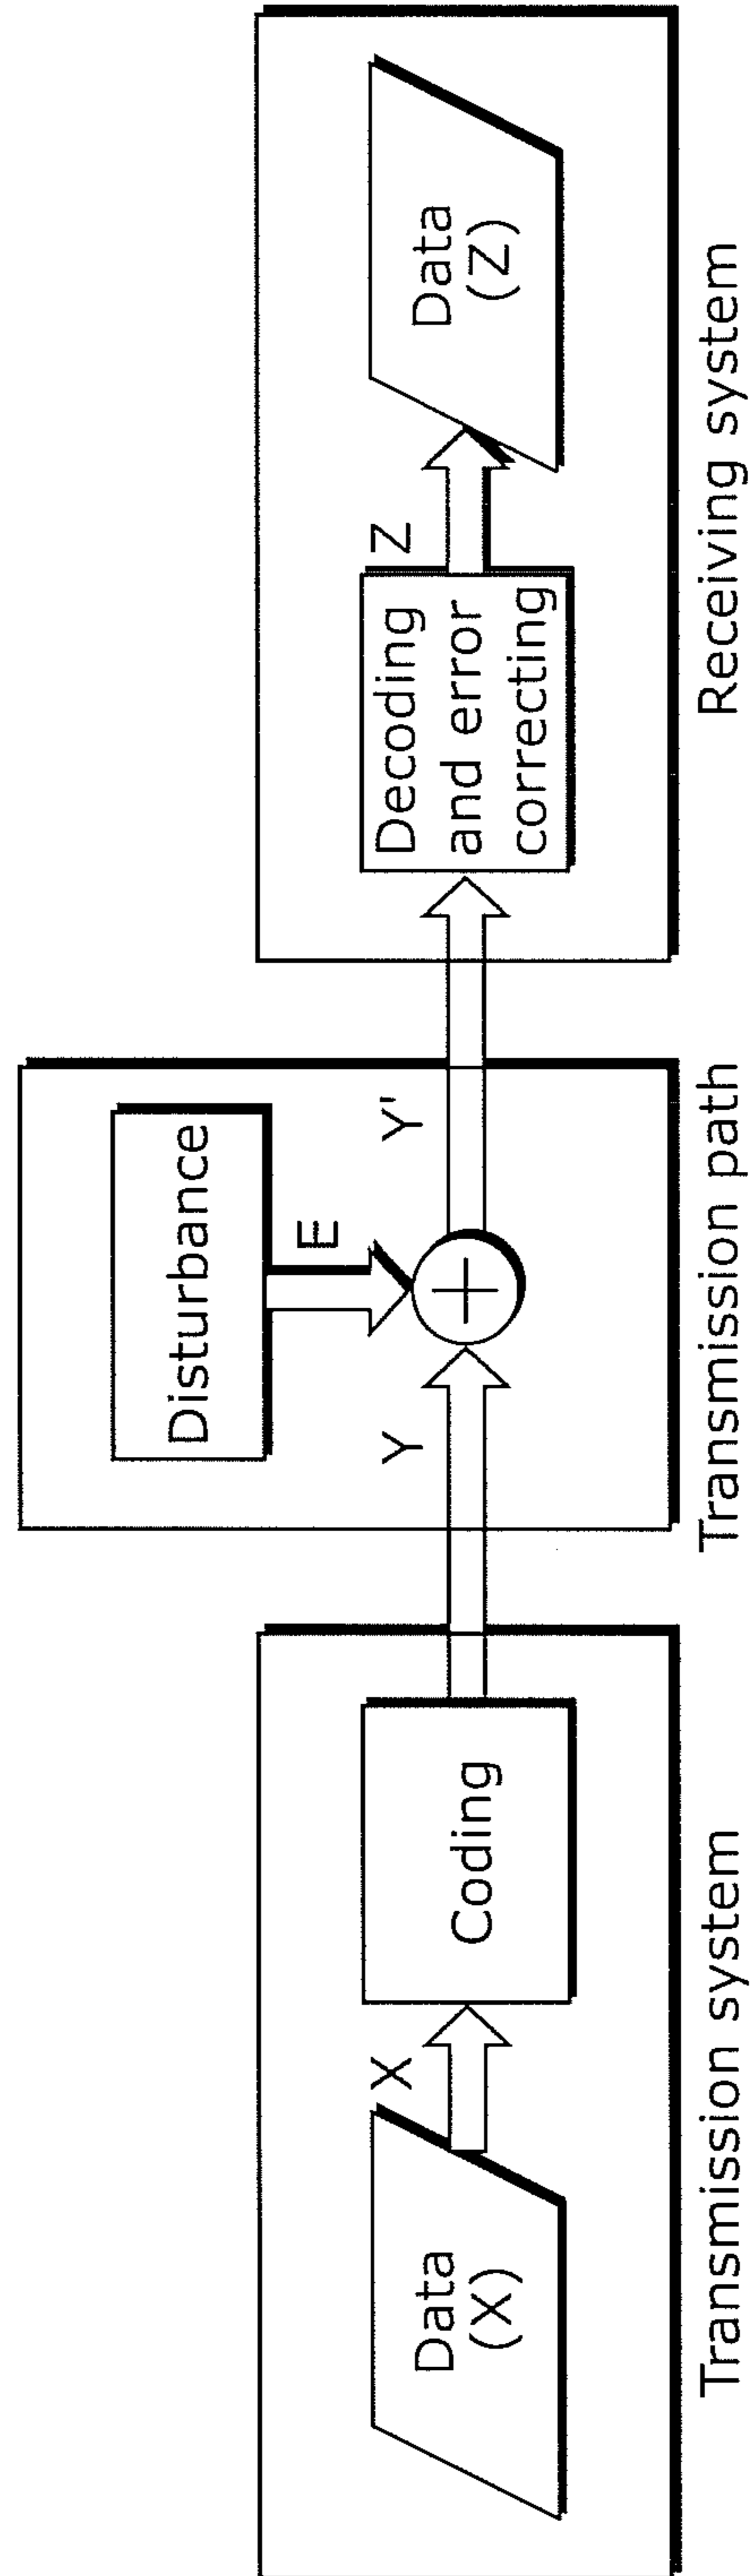 Data
(X)
X
Coding
Transmission system
Disturbance
E
Y
Y'
Transmission path
Decoding
and error
correcting
Z
Data
(Z)
Receiving system